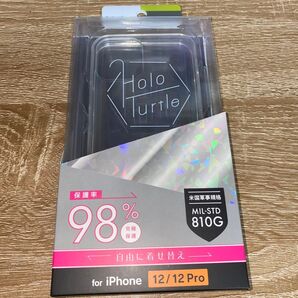 Holo
Turtle
保護率
98%
自由に着せ替え
米国軍事規格
MIL-STD
810G
for iPhone 12/12 Pro